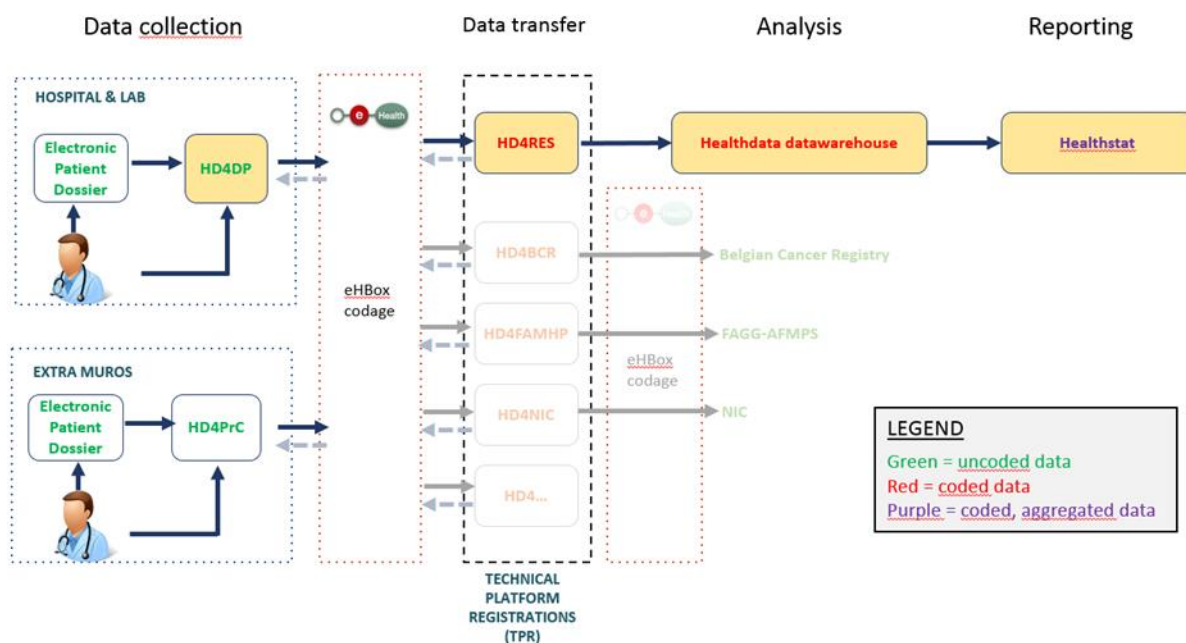 Data collection
Data transfer
Analysis
Reporting
HOSPITAL & LAB
Electronic
Patient
Dossier
HD4DP
e Health
HD4RES
Healthdata datawarehouse
Healthstat
e Health
HD4BCR
Belgian Cancer Registry
eHBox
codage
HD4FAMHP
FAGG-AFMPS
eHBox
codage
EXTRA MUROS
Electronic
Patient
Dossier
HD4PrC
HD4NIC
NIC
HD4...
TECHNICAL
PLATFORM
REGISTRATIONS
(TPR)
LEGEND
Green = uncoded data
Red = coded data
Purple = coded, aggregated data